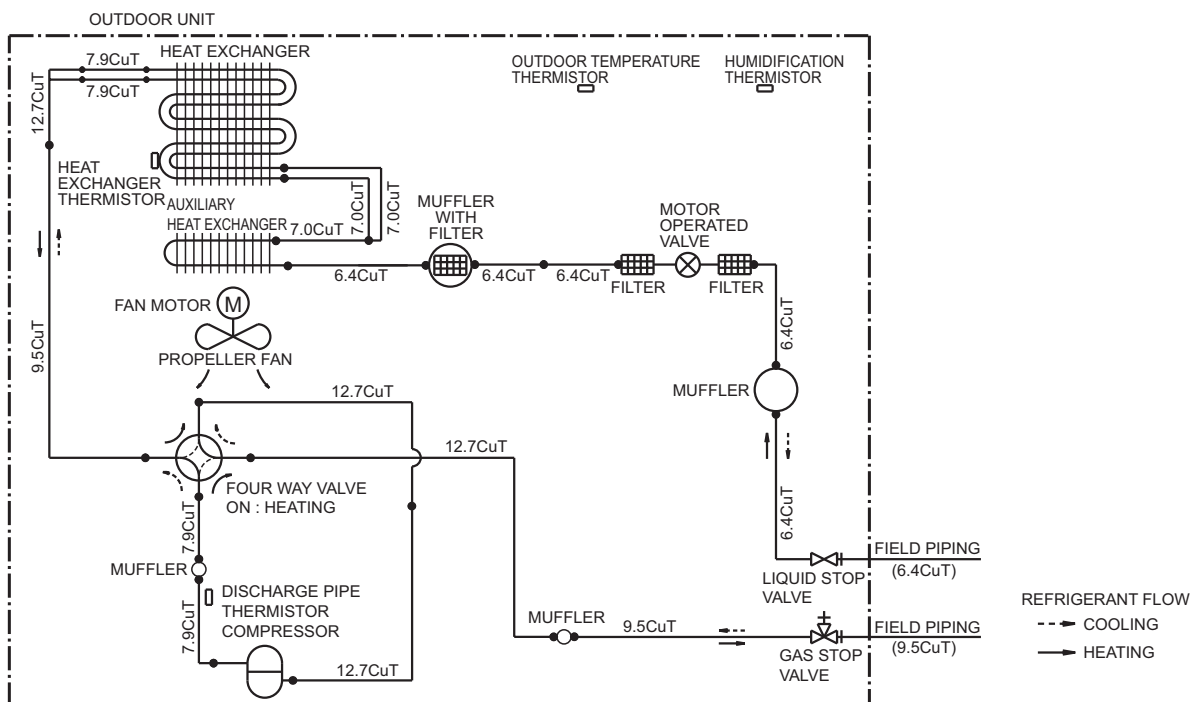 OUTDOOR UNIT
7.9CuT
HEAT EXCHANGER
7.9CuT
12.7CuT
OUTDOOR TEMPERATURE
THERMISTOR
HUMIDIFICATION
THERMISTOR
HEAT
EXCHANGER
THERMISTOR
AUXILIARY
HEAT EXCHANGER
7.0CuT
7.0CuT
7.0CuT
MUFFLER
WITH
FILTER
MOTOR
OPERATED
VALVE
6.4CuT
6.4CuT
6.4CuT
FILTER
FILTER
FAN MOTOR
M
PROPELLER FAN
9.5CuT
6.4CuT
MUFFLER
12.7CuT
12.7CuT
FOUR WAY VALVE
ON : HEATING
7.9CuT
6.4CuT
MUFFLER
DISCHARGE PIPE
THERMISTOR
COMPRESSOR
7.9CuT
12.7CuT
MUFFLER
9.5CuT
LIQUID STOP
VALVE
FIELD PIPING
(6.4CuT)
GAS STOP
VALVE
FIELD PIPING
(9.5CuT)
REFRIGERANT FLOW
COOLING
HEATING